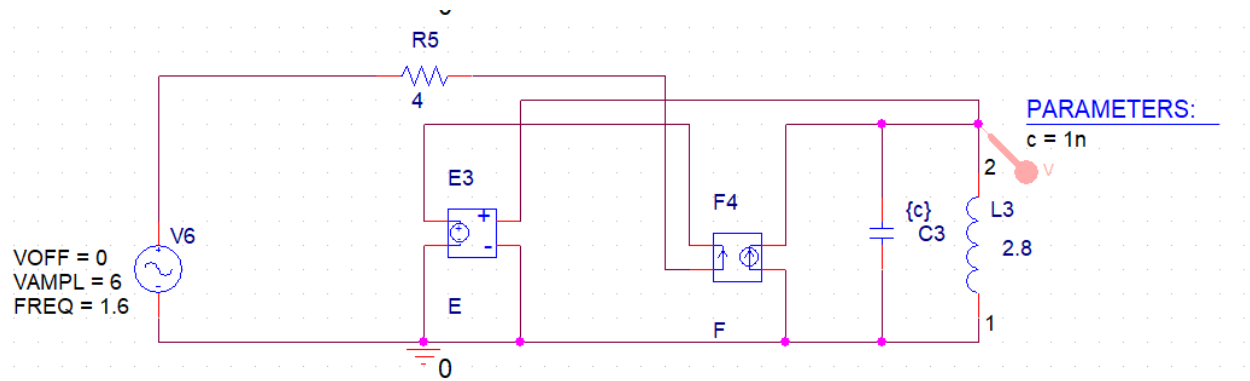 R5
4
PARAMETERS:
c = 1n
V
2
E3
+
-
F4
{c}
C3
L3
2.8
V6
VOFF = 0
VAMPL = 6
FREQ = 1.6
+
-
E
F
1
0